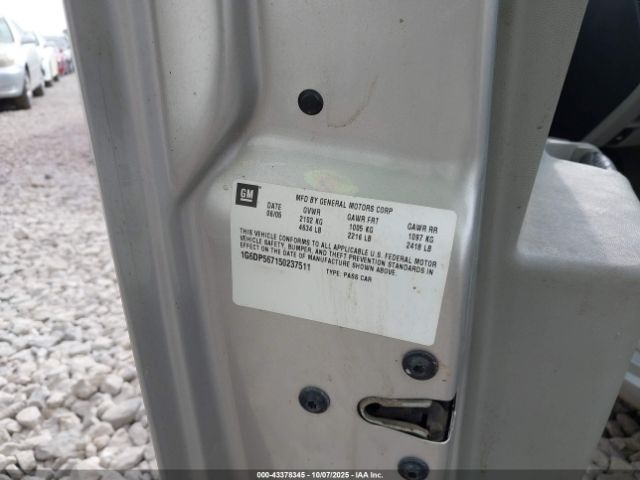 GM
MFD BY GENERAL MOTORS CORP
DATE GVWR GAWR FRT GAWR RR
06/05 2102 KG 1005 KG 1097 KG
4634 LB 2216 LB 2418 LB
THIS VEHICLE CONFORMS TO ALL APPLICABLE U.S. FEDERAL MOTOR
VEHICLE SAFETY, BUMPER, AND THEFT PREVENTION STANDARDS IN
EFFECT ON THE DATE OF MANUFACTURE SHOWN ABOVE.
1G6DP567150237511 TYPE: PASS CAR
000-43378345 - 10/07/2025 - IAA Inc.